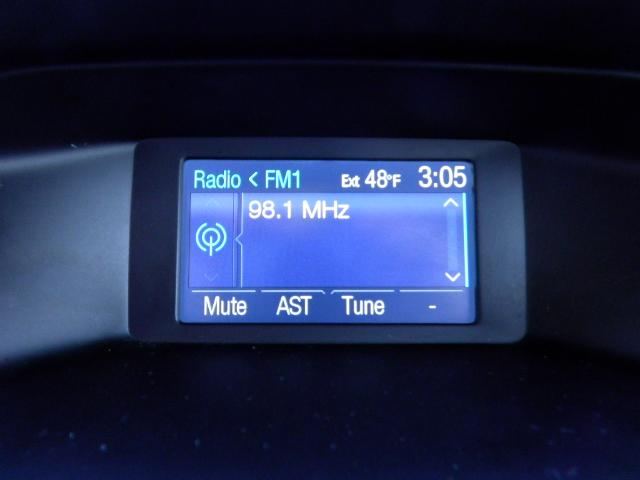 Radio < FM1 Ext 48°F 3:05
98.1 MHz
Mute AST Tune -